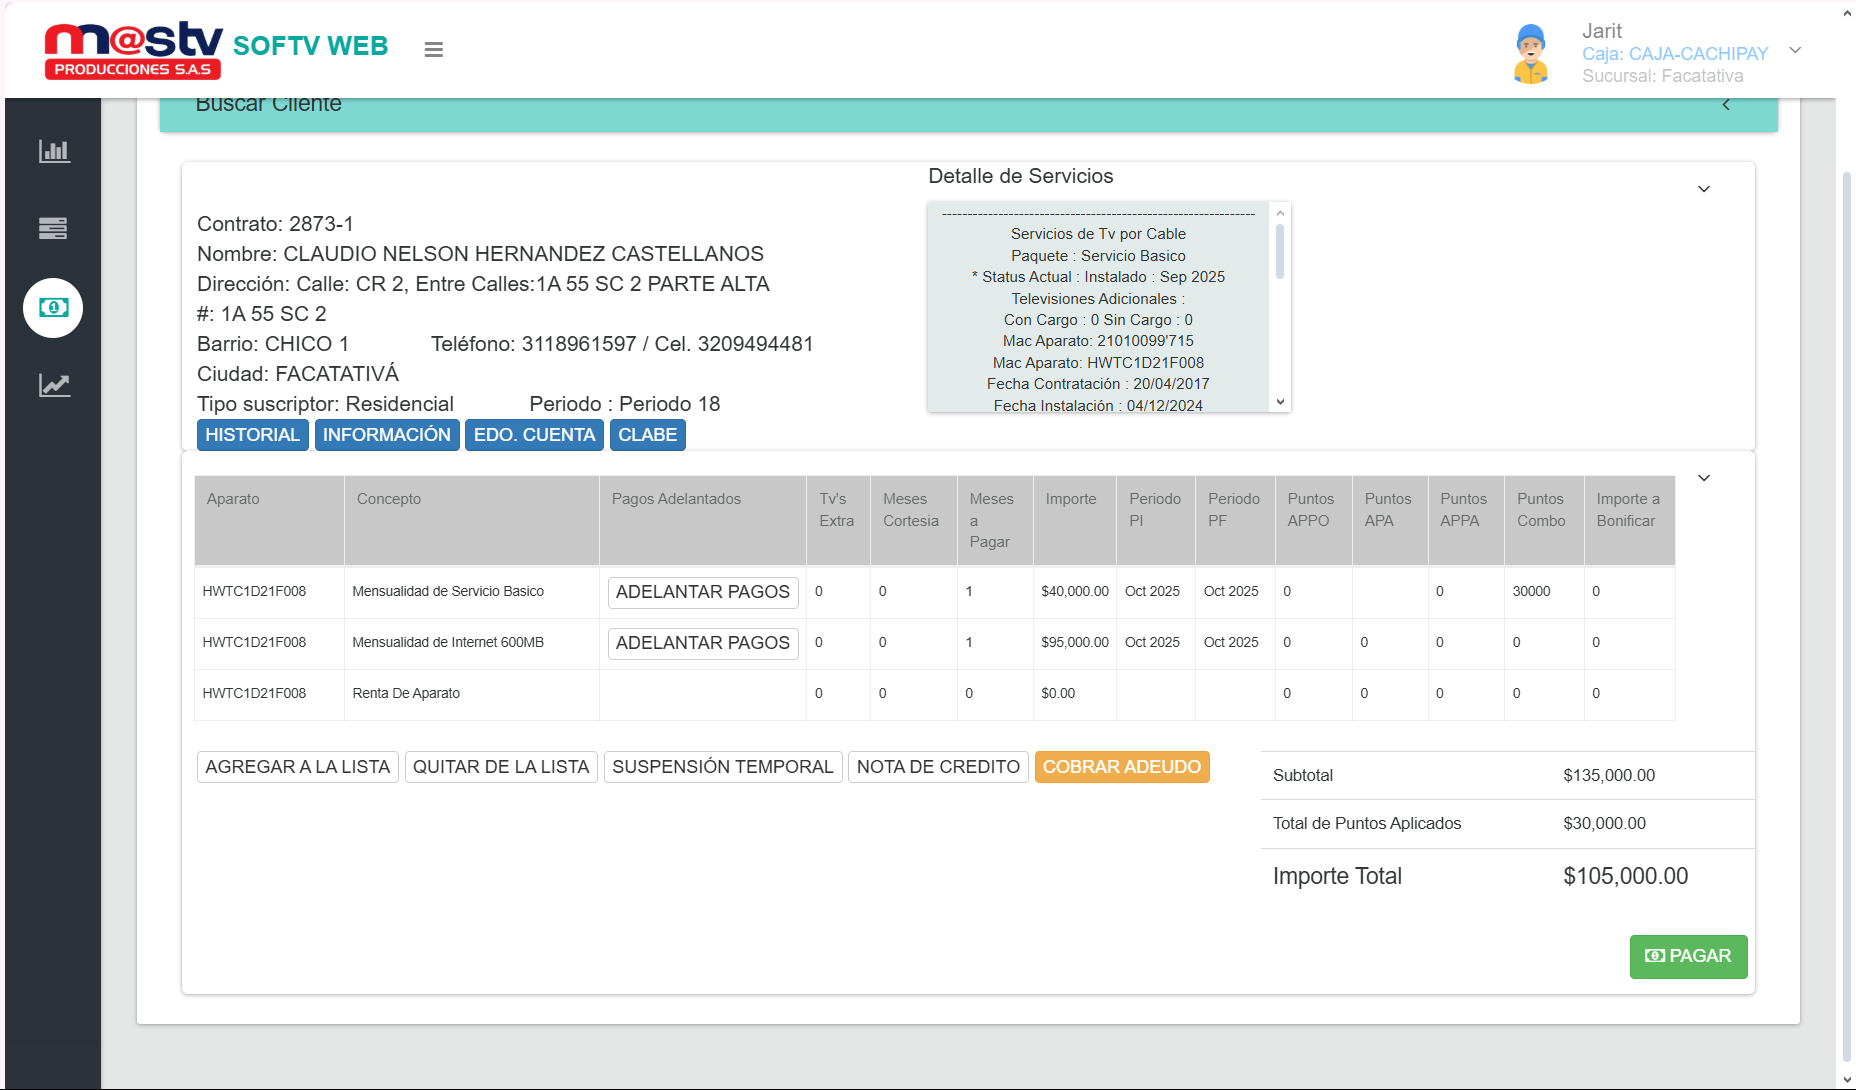 m@stv
PRODUCCIONES S.A.S
SOFTV WEB
Jarit
Caja: CAJA-CACHIPAY
Sucursal: Facatativa
Buscar Cliente
Contrato: 2873-1
Nombre: CLAUDIO NELSON HERNANDEZ CASTELLANOS
Dirección: Calle: CR 2, Entre Calles:1A 55 SC 2 PARTE ALTA
#: 1A 55 SC 2
Barrio: CHICO 1 Teléfono: 3118961597 / Cel. 3209494481
Ciudad: FACATATIVÁ
Tipo suscriptor: Residencial Periodo : Periodo 18
HISTORIAL INFORMACIÓN EDO. CUENTA CLABE
Detalle de Servicios
-------------------------------------------------------------
Servicios de Tv por Cable
Paquete : Servicio Basico
* Status Actual : Instalado : Sep 2025
Televisiones Adicionales :
Con Cargo : 0 Sin Cargo : 0
Mac Aparato: 21010099'715
Mac Aparato: HWTC1D21F008
Fecha Contratación : 20/04/2017
Fecha Instalación : 04/12/2024
Aparato Concepto Pagos Adelantados Tv's Extra Meses Cortesia Meses a Pagar Importe Periodo PI Periodo PF Puntos APPO Puntos APA Puntos APPA Puntos Combo Importe a Bonificar
HWTC1D21F008 Mensualidad de Servicio Basico ADELANTAR PAGOS 0 0 1 $40,000.00 Oct 2025 Oct 2025 0 0 30000 0
HWTC1D21F008 Mensualidad de Internet 600MB ADELANTAR PAGOS 0 0 1 $95,000.00 Oct 2025 Oct 2025 0 0 0 0 0
HWTC1D21F008 Renta De Aparato 0 0 0 $0.00 0 0 0 0 0
AGREGAR A LA LISTA QUITAR DE LA LISTA SUSPENSIÓN TEMPORAL NOTA DE CREDITO COBRAR ADEUDO
Subtotal $135,000.00
Total de Puntos Aplicados $30,000.00
Importe Total $105,000.00
PAGAR